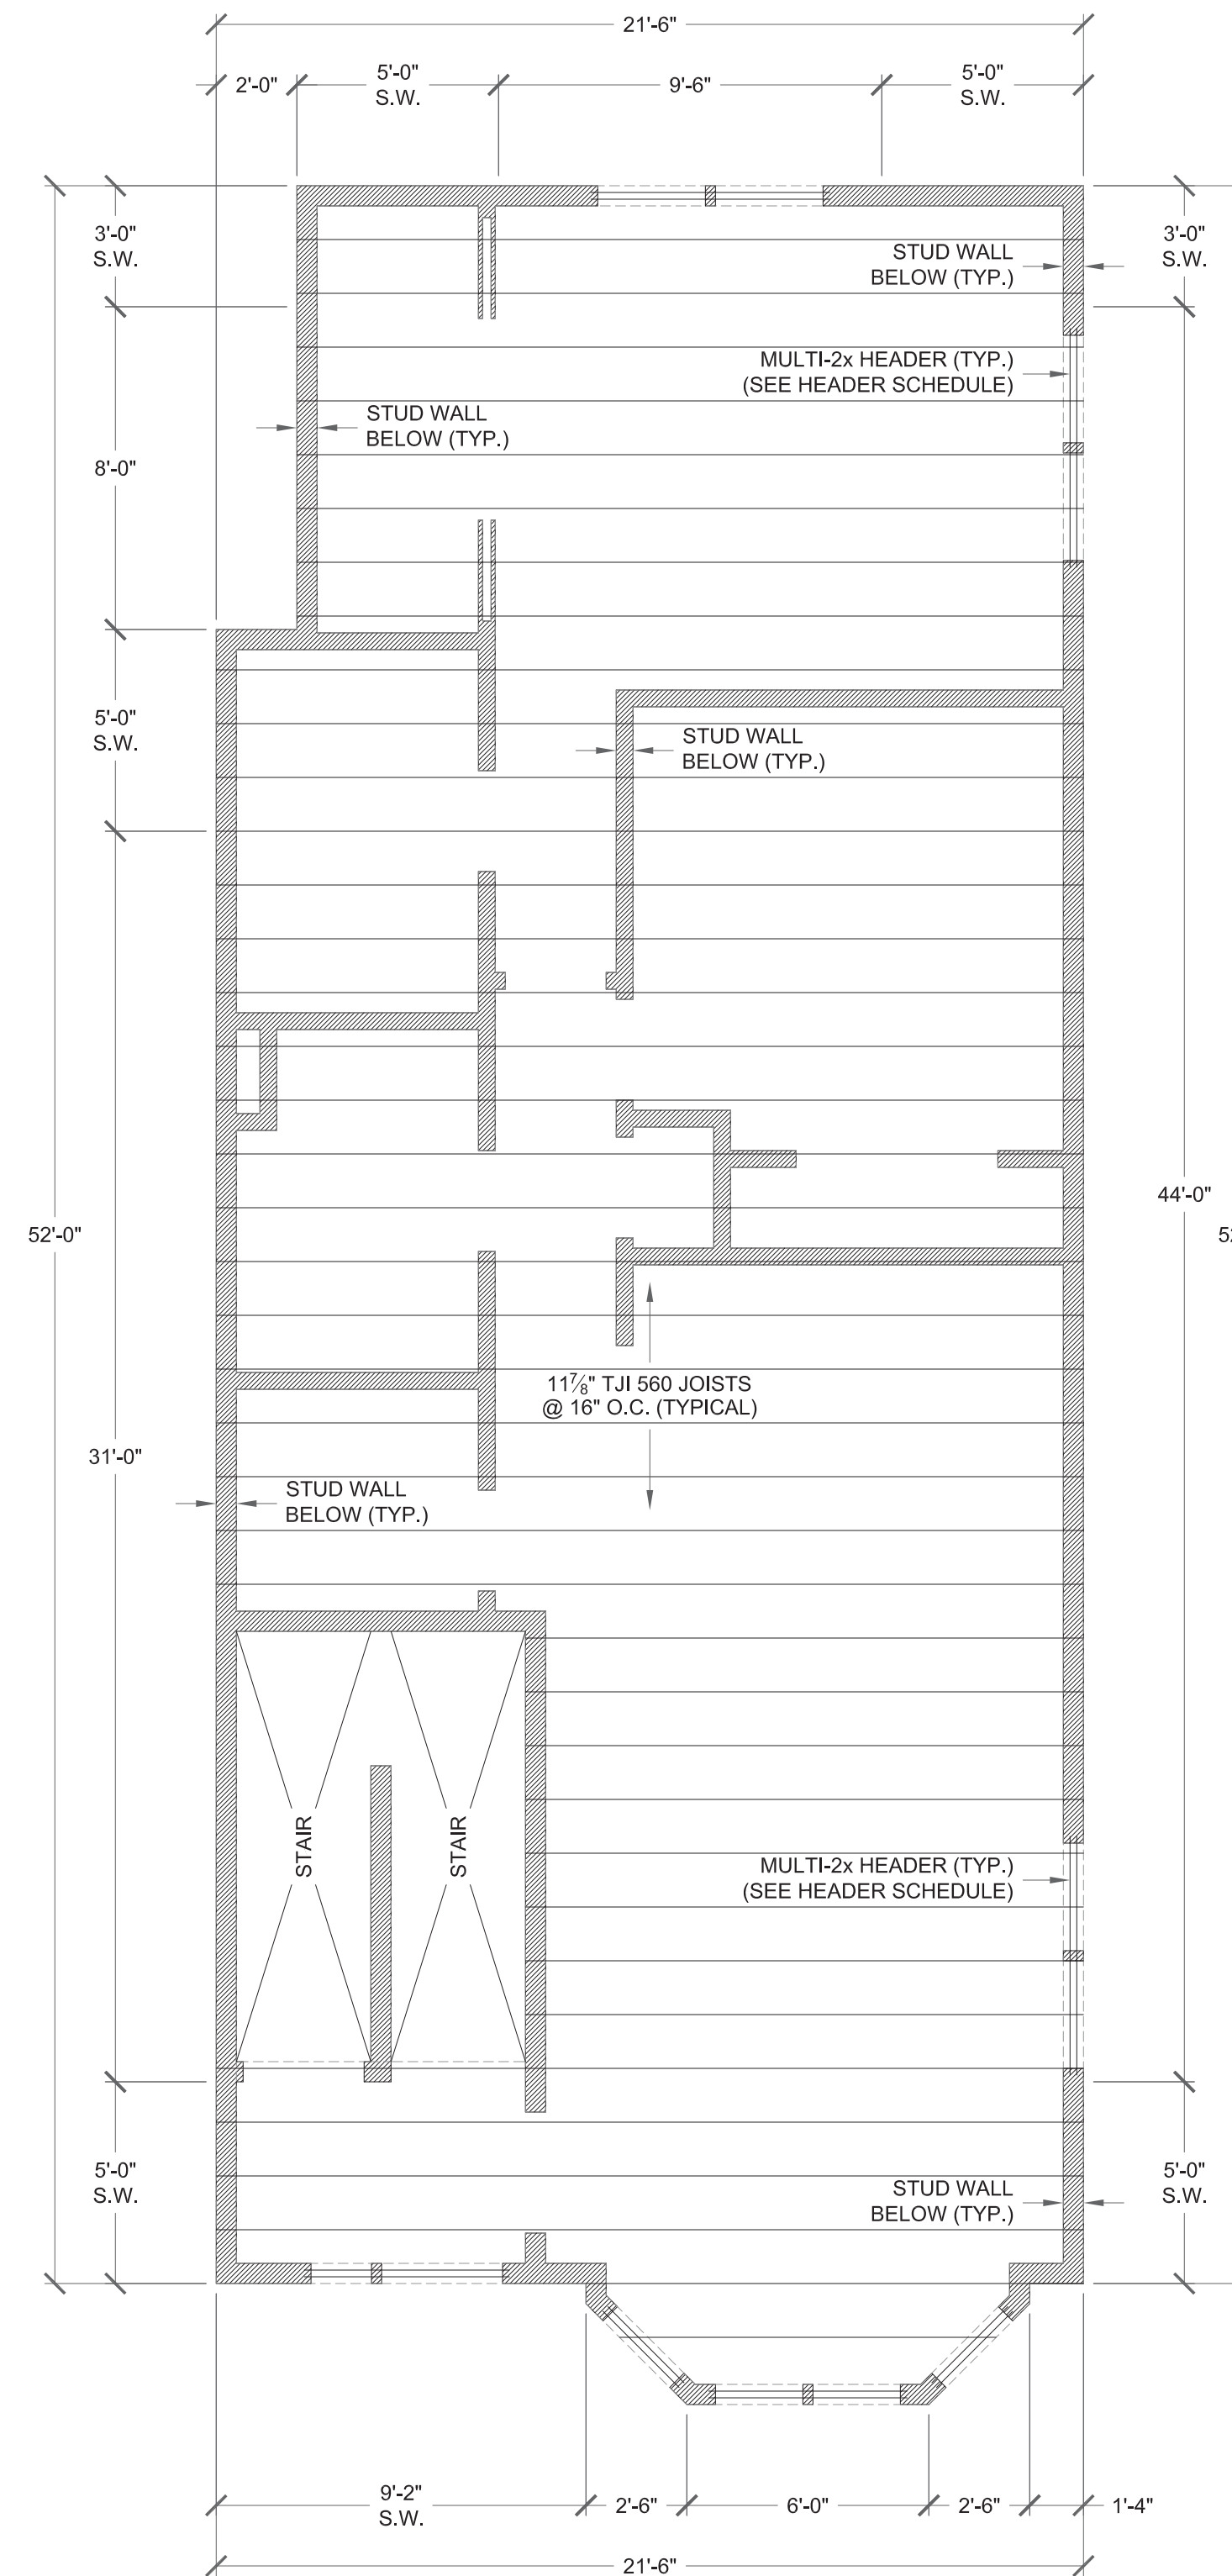 21'-6"
2'-0"
5'-0"
S.W.
9'-6"
5'-0"
S.W.
3'-0"
S.W.
3'-0"
S.W.
STUD WALL
BELOW (TYP.)
MULTI-2x HEADER (TYP.)
(SEE HEADER SCHEDULE)
STUD WALL
BELOW (TYP.)
8'-0"
5'-0"
S.W.
STUD WALL
BELOW (TYP.)
44'-0"
52'-0"
11⅞" TJI 560 JOISTS
@ 16" O.C. (TYPICAL)
31'-0"
STUD WALL
BELOW (TYP.)
STAIR
STAIR
MULTI-2x HEADER (TYP.)
(SEE HEADER SCHEDULE)
5'-0"
S.W.
STUD WALL
BELOW (TYP.)
5'-0"
S.W.
9'-2"
S.W.
2'-6"
6'-0"
2'-6"
1'-4"
21'-6"